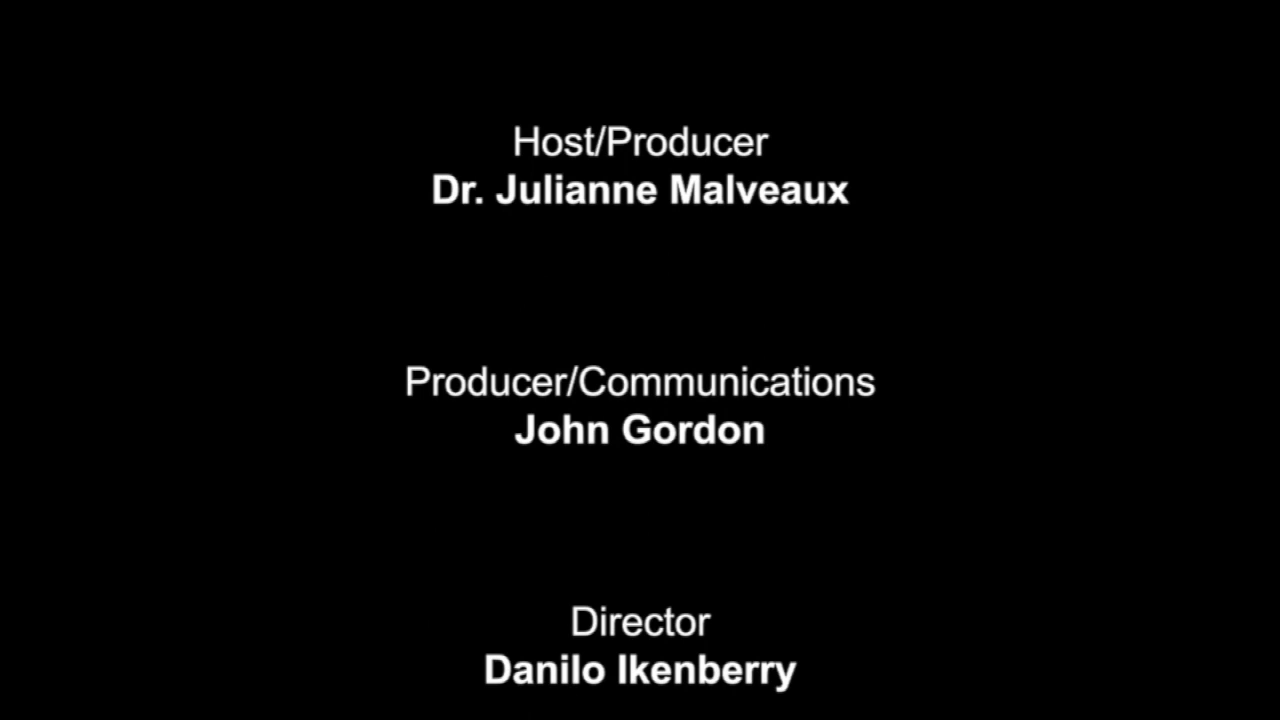 Host/Producer
Dr. Julianne Malveaux
Producer/Communications
John Gordon
Director
Danilo Ikenberry